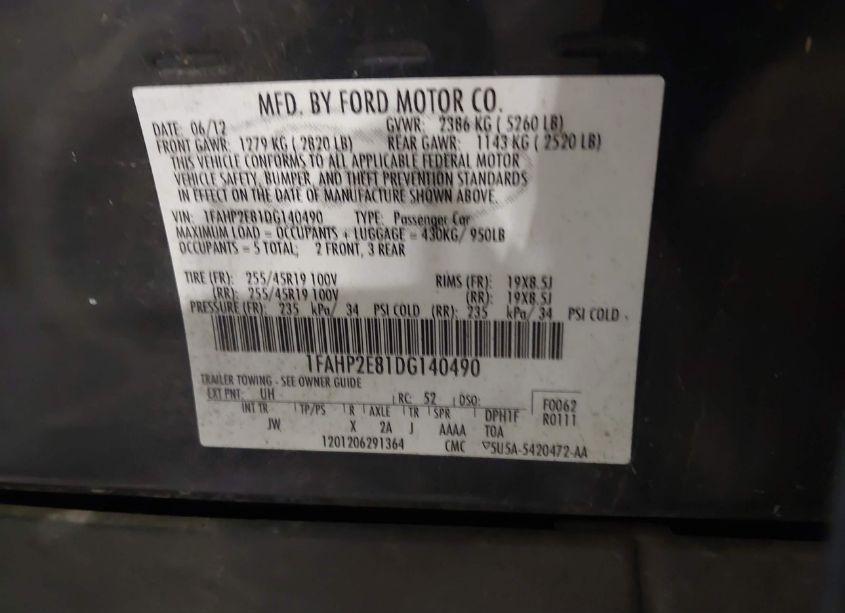 MFD. BY FORD MOTOR CO.
DATE: 06/12 GVWR: 2386 KG ( 5260 LB)
FRONT GAWR: 1279 KG ( 2820 LB) REAR GAWR: 1143 KG ( 2520 LB)
THIS VEHICLE CONFORMS TO ALL APPLICABLE FEDERAL MOTOR
VEHICLE SAFETY, BUMPER, AND THEFT PREVENTION STANDARDS
IN EFFECT ON THE DATE OF MANUFACTURE SHOWN ABOVE.
VIN: 1FAHP2E81DG140490 TYPE: Passenger Car
MAXIMUM LOAD = OCCUPANTS + LUGGAGE = 430KG/ 950LB
OCCUPANTS = 5 TOTAL; 2 FRONT, 3 REAR
TIRE (FR): 255/45R19 100V RIMS (FR): 19X8.5J
(RR): 255/45R19 100V (RR): 19X8.5J
PRESSURE (FR): 235 kPa/ 34 PSI COLD (RR): 235 kPa/ 34 PSI COLD
1FAHP2E81DG140490
TRAILER TOWING - SEE OWNER GUIDE
EXT PNT: UH RC: 52 DSO: F0062
INT TR TP/PS R AXLE TR SPR DPH1F R0111
JW X 2A J AAAA TOA
1201206291364 CMC 5U5A-5420472-AA